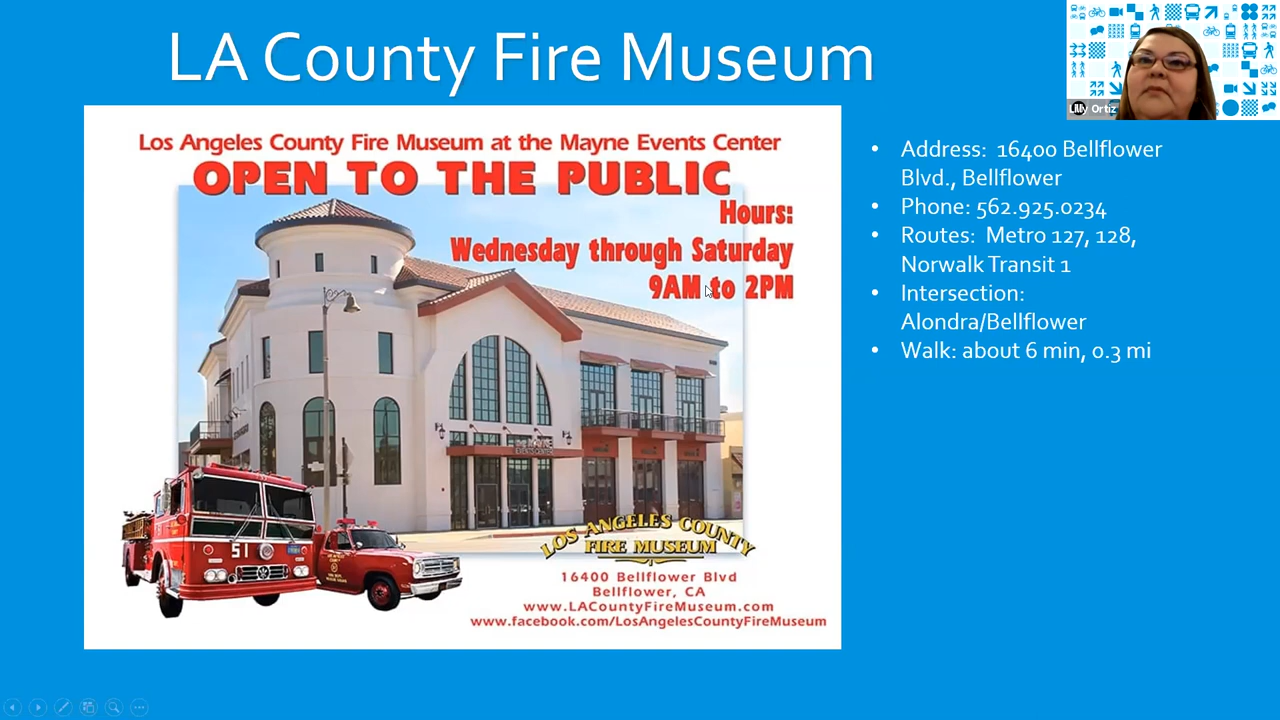 LA County Fire Museum
Lilly Ortiz
Los Angeles County Fire Museum at the Mayne Events Center
OPEN TO THE PUBLIC
Hours:
Wednesday through Saturday
9AM to 2PM
51
LOS ANGELES COUNTY
FIRE MUSEUM
16400 Bellflower Blvd
Bellflower, CA
www.LACountyFireMuseum.com
www.facebook.com/LosAngelesCountyFireMuseum
• Address: 16400 Bellflower
Blvd., Bellflower
• Phone: 562.925.0234
• Routes: Metro 127, 128,
Norwalk Transit 1
• Intersection:
Alondra/Bellflower
• Walk: about 6 min, 0.3 mi